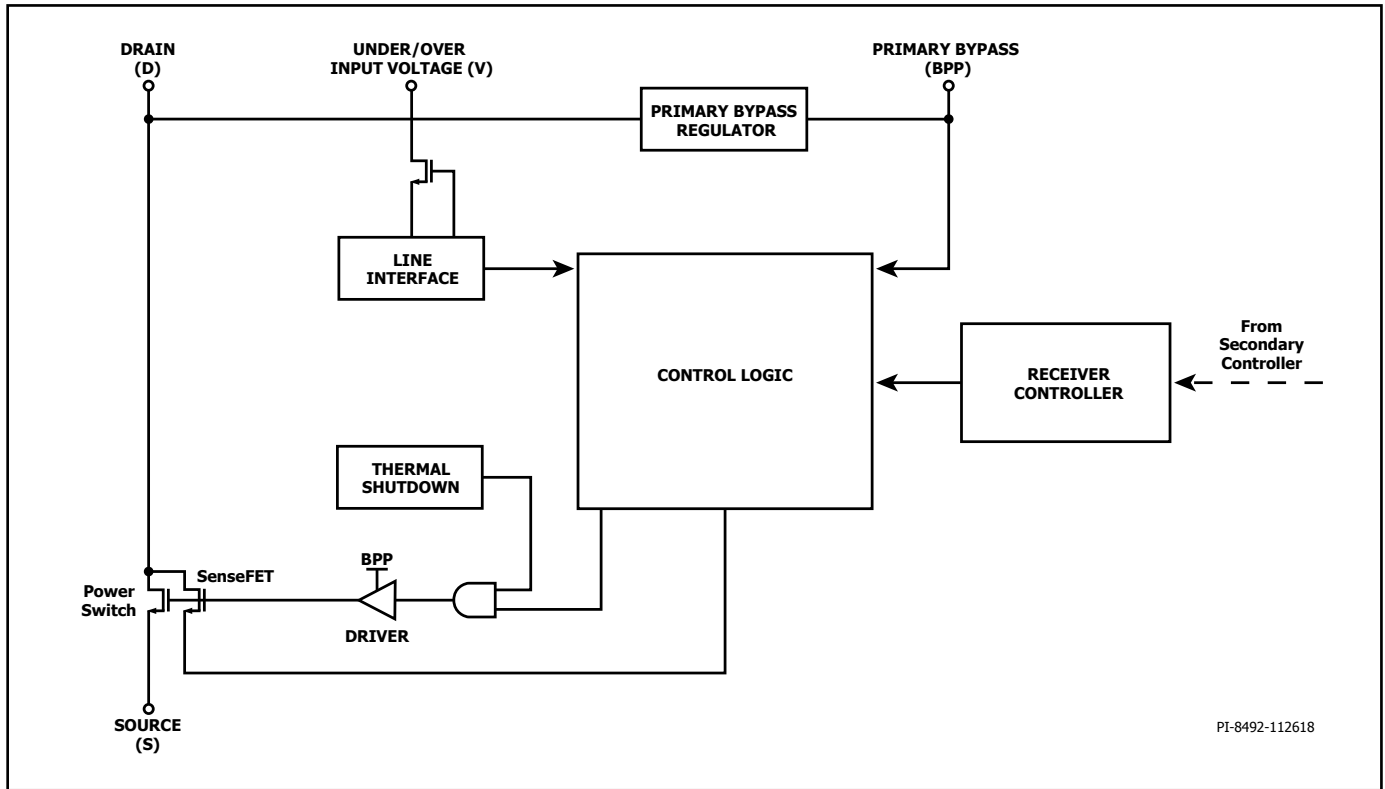 DRAIN
(D)
UNDER/OVER
INPUT VOLTAGE (V)
PRIMARY BYPASS
(BPP)
PRIMARY BYPASS
REGULATOR
LINE
INTERFACE
CONTROL LOGIC
RECEIVER
CONTROLLER
From
Secondary
Controller
THERMAL
SHUTDOWN
BPP
SenseFET
Power
Switch
DRIVER
SOURCE
(S)
PI-8492-112618